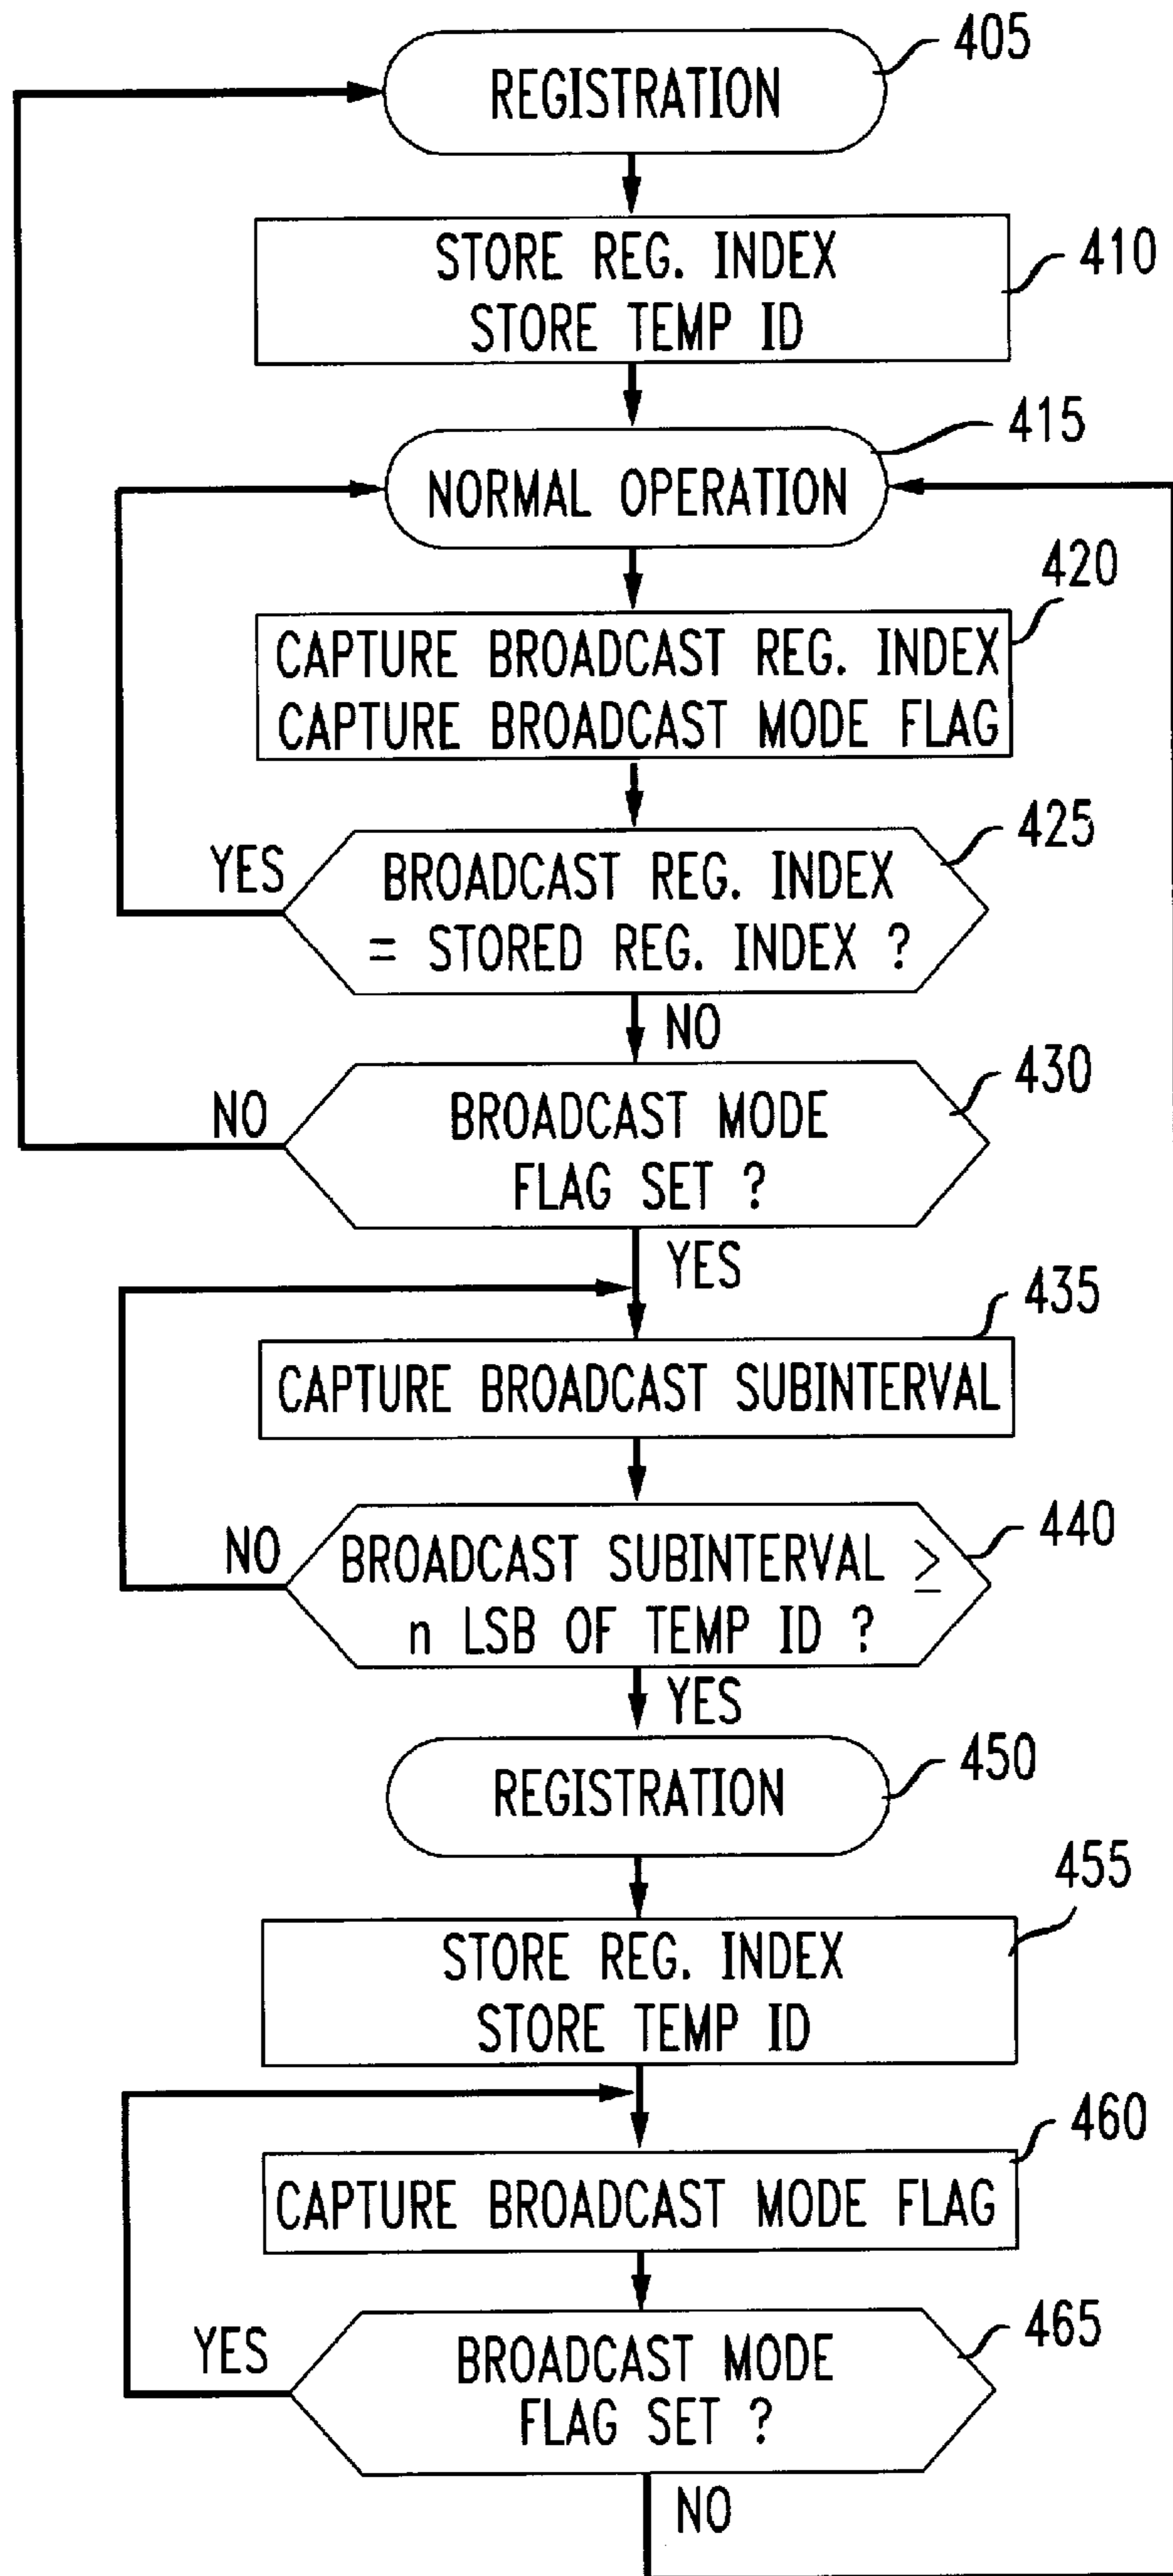 405
REGISTRATION
STORE REG. INDEX
STORE TEMP ID
410
415
NORMAL OPERATION
420
CAPTURE BROADCAST REG. INDEX
CAPTURE BROADCAST MODE FLAG
425
YES
BROADCAST REG. INDEX
= STORED REG. INDEX ?
NO
430
NO
BROADCAST MODE
FLAG SET ?
YES
435
CAPTURE BROADCAST SUBINTERVAL
440
NO
BROADCAST SUBINTERVAL ≥
n LSB OF TEMP ID ?
YES
450
REGISTRATION
455
STORE REG. INDEX
STORE TEMP ID
460
CAPTURE BROADCAST MODE FLAG
465
YES
BROADCAST MODE
FLAG SET ?
NO